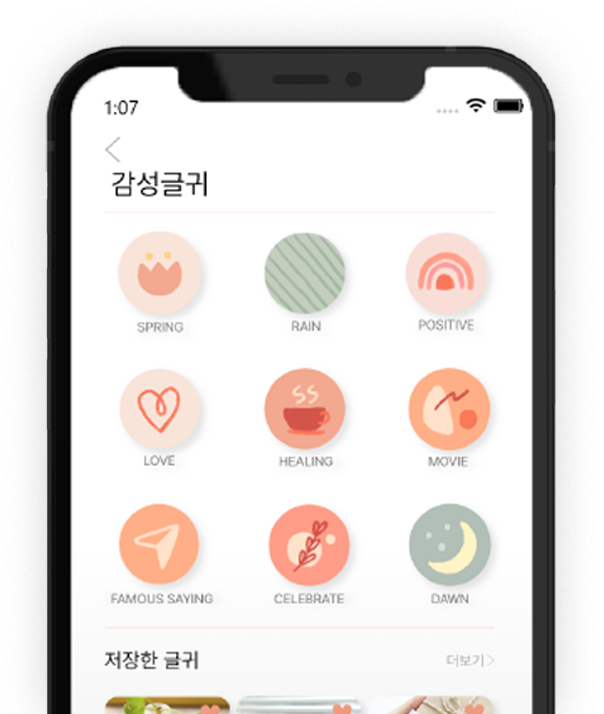 1:07
감성글귀
SPRING RAIN POSITIVE
LOVE HEALING MOVIE
FAMOUS SAYING CELEBRATE DAWN
저장한 글귀 더보기